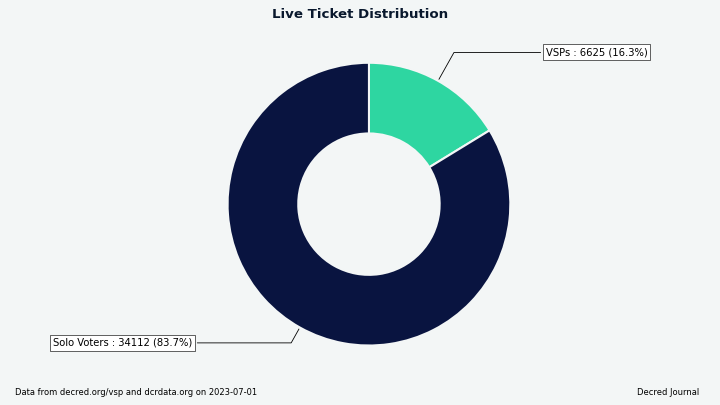 Live Ticket Distribution
VSPs : 6625 (16.3%)
Solo Voters : 34112 (83.7%)
Data from decred.org/vsp and dcrdata.org on 2023-07-01
Decred Journal